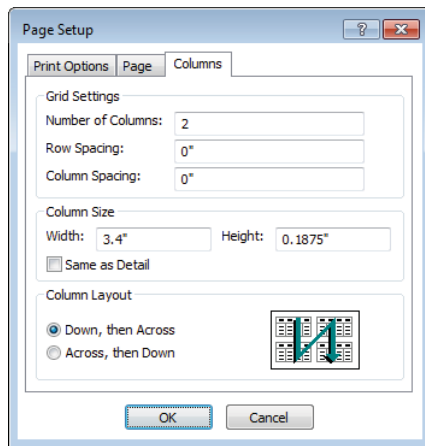 Page Setup
Print Options Page Columns
Grid Settings
Number of Columns: 2
Row Spacing: 0"
Column Spacing: 0"
Column Size
Width: 3.4" Height: 0.1875"
Same as Detail
Column Layout
Down, then Across
Across, then Down
OK Cancel